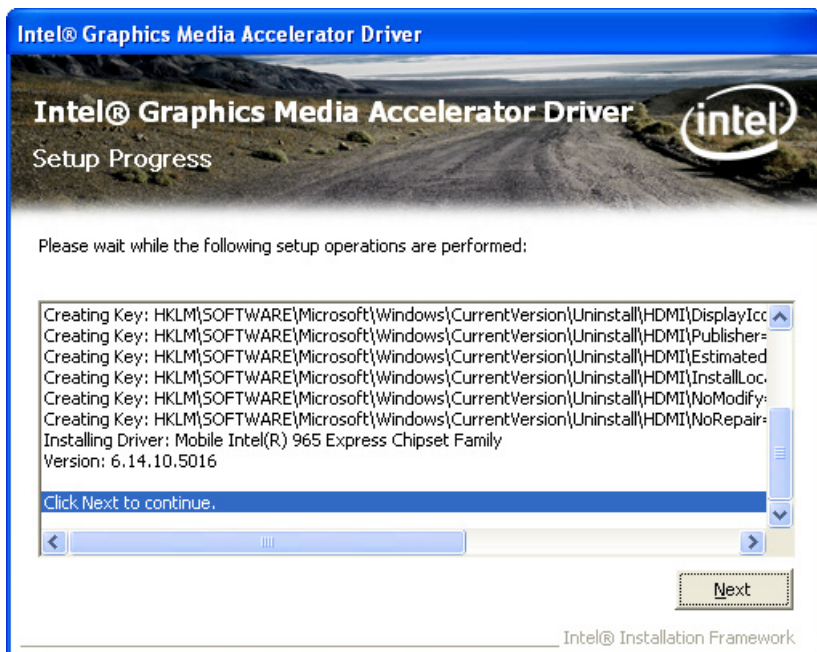 Intel® Graphics Media Accelerator Driver
Intel® Graphics Media Accelerator Driver
intel
Setup Progress
Please wait while the following setup operations are performed:
Creating Key: HKLM\SOFTWARE\Microsoft\Windows\CurrentVersion\Uninstall\HDMI\DisplayIcc
Creating Key: HKLM\SOFTWARE\Microsoft\Windows\CurrentVersion\Uninstall\HDMI\Publisher=
Creating Key: HKLM\SOFTWARE\Microsoft\Windows\CurrentVersion\Uninstall\HDMI\Estimated
Creating Key: HKLM\SOFTWARE\Microsoft\Windows\CurrentVersion\Uninstall\HDMI\InstallLoc
Creating Key: HKLM\SOFTWARE\Microsoft\Windows\CurrentVersion\Uninstall\HDMI\NoModify=
Creating Key: HKLM\SOFTWARE\Microsoft\Windows\CurrentVersion\Uninstall\HDMI\NoRepair=
Installing Driver: Mobile Intel(R) 965 Express Chipset Family
Version: 6.14.10.5016
Click Next to continue.
Next
Intel® Installation Framework